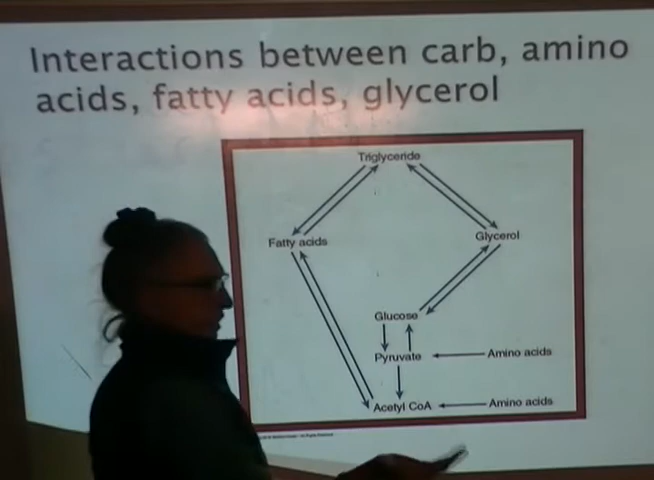 Interactions between carb, amino
acids, fatty acids, glycerol
Triglyceride
Fatty acids
Glycerol
Glucose
Pyruvate
Amino acids
Acetyl CoA
Amino acids